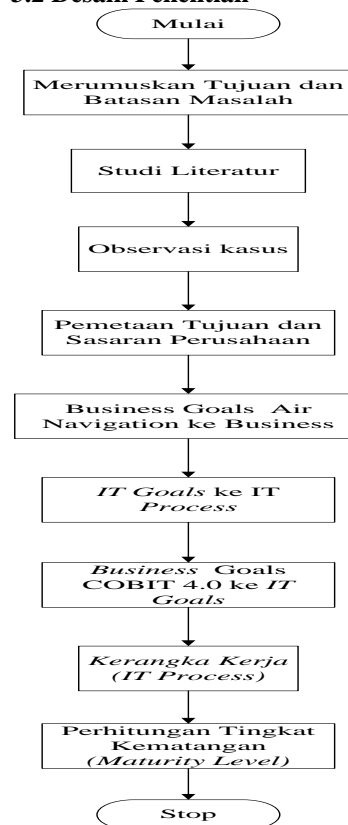 3.2 Desain Penelitian
Mulai
Merumuskan Tujuan dan
Batasan Masalah
Studi Literatur
Observasi kasus
Pemetaan Tujuan dan
Sasaran Perusahaan
Business Goals Air
Navigation ke Business
IT Goals ke IT
Process
Business Goals
COBIT 4.0 ke IT
Goals
Kerangka Kerja
(IT Process)
Perhitungan Tingkat
Kematangan
(Maturity Level)
Stop